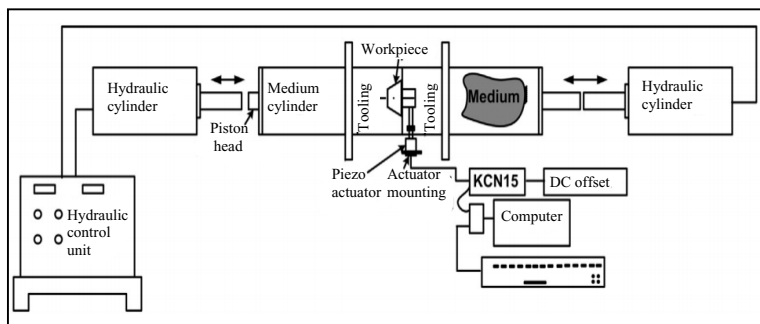 Workpiece
Hydraulic
cylinder
Medium
cylinder
Tooling
Tooling
Medium
Hydraulic
cylinder
Piston
head
Piezo
actuator
Actuator
mounting
KCN15
DC offset
Computer
Hydraulic
control
unit